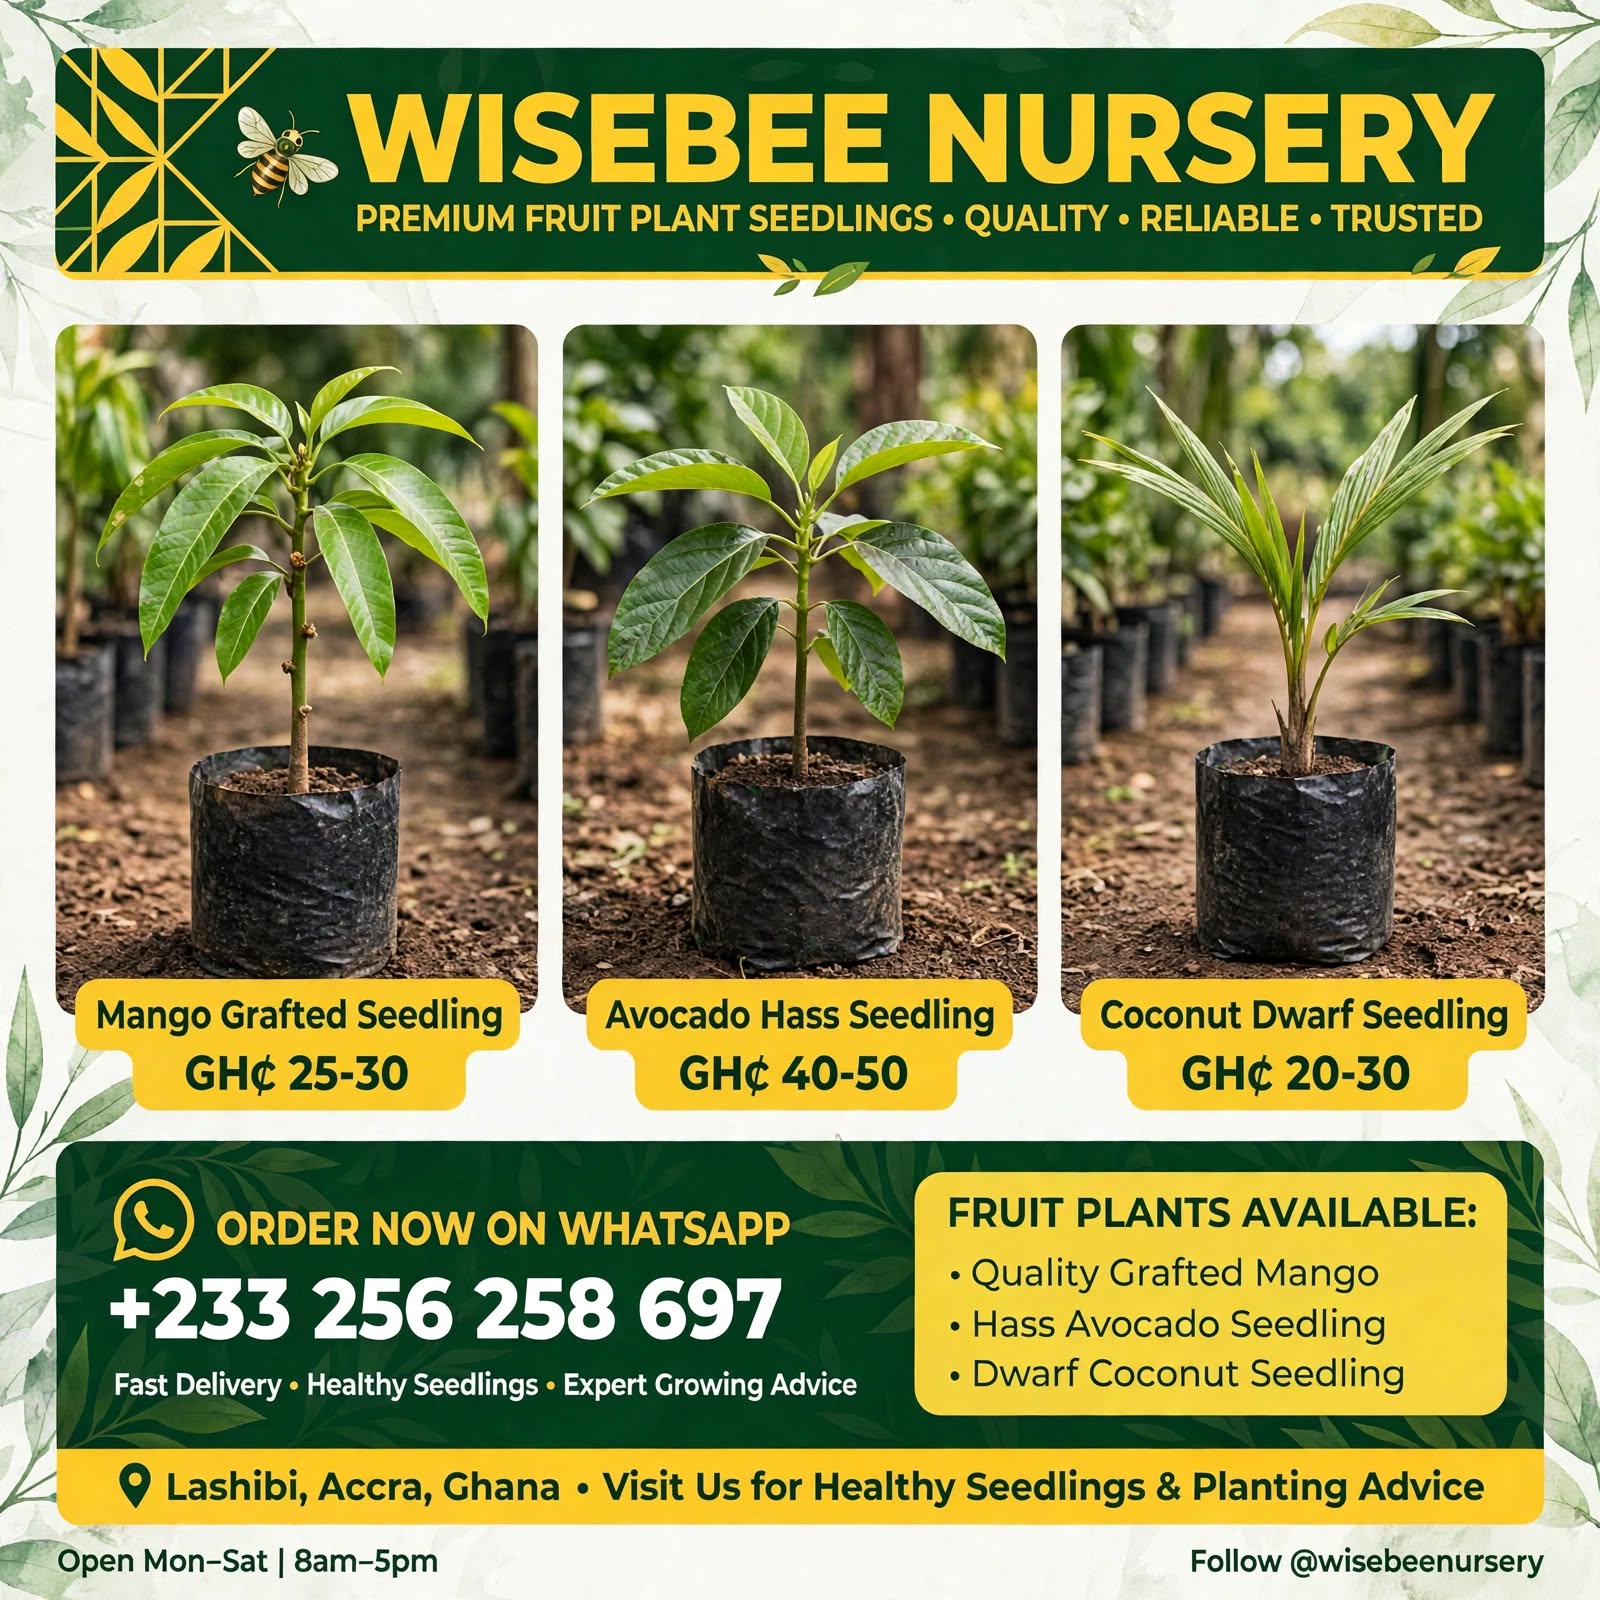 WISEBEE NURSERY
PREMIUM FRUIT PLANT SEEDLINGS • QUALITY • RELIABLE • TRUSTED
Mango Grafted Seedling
GH₵ 25-30
Avocado Hass Seedling
GH₵ 40-50
Coconut Dwarf Seedling
GH₵ 20-30
ORDER NOW ON WHATSAPP
+233 256 258 697
Fast Delivery • Healthy Seedlings • Expert Growing Advice
FRUIT PLANTS AVAILABLE:
• Quality Grafted Mango
• Hass Avocado Seedling
• Dwarf Coconut Seedling
Lashibi, Accra, Ghana • Visit Us for Healthy Seedlings & Planting Advice
Open Mon–Sat | 8am–5pm
Follow @wisebeenursery